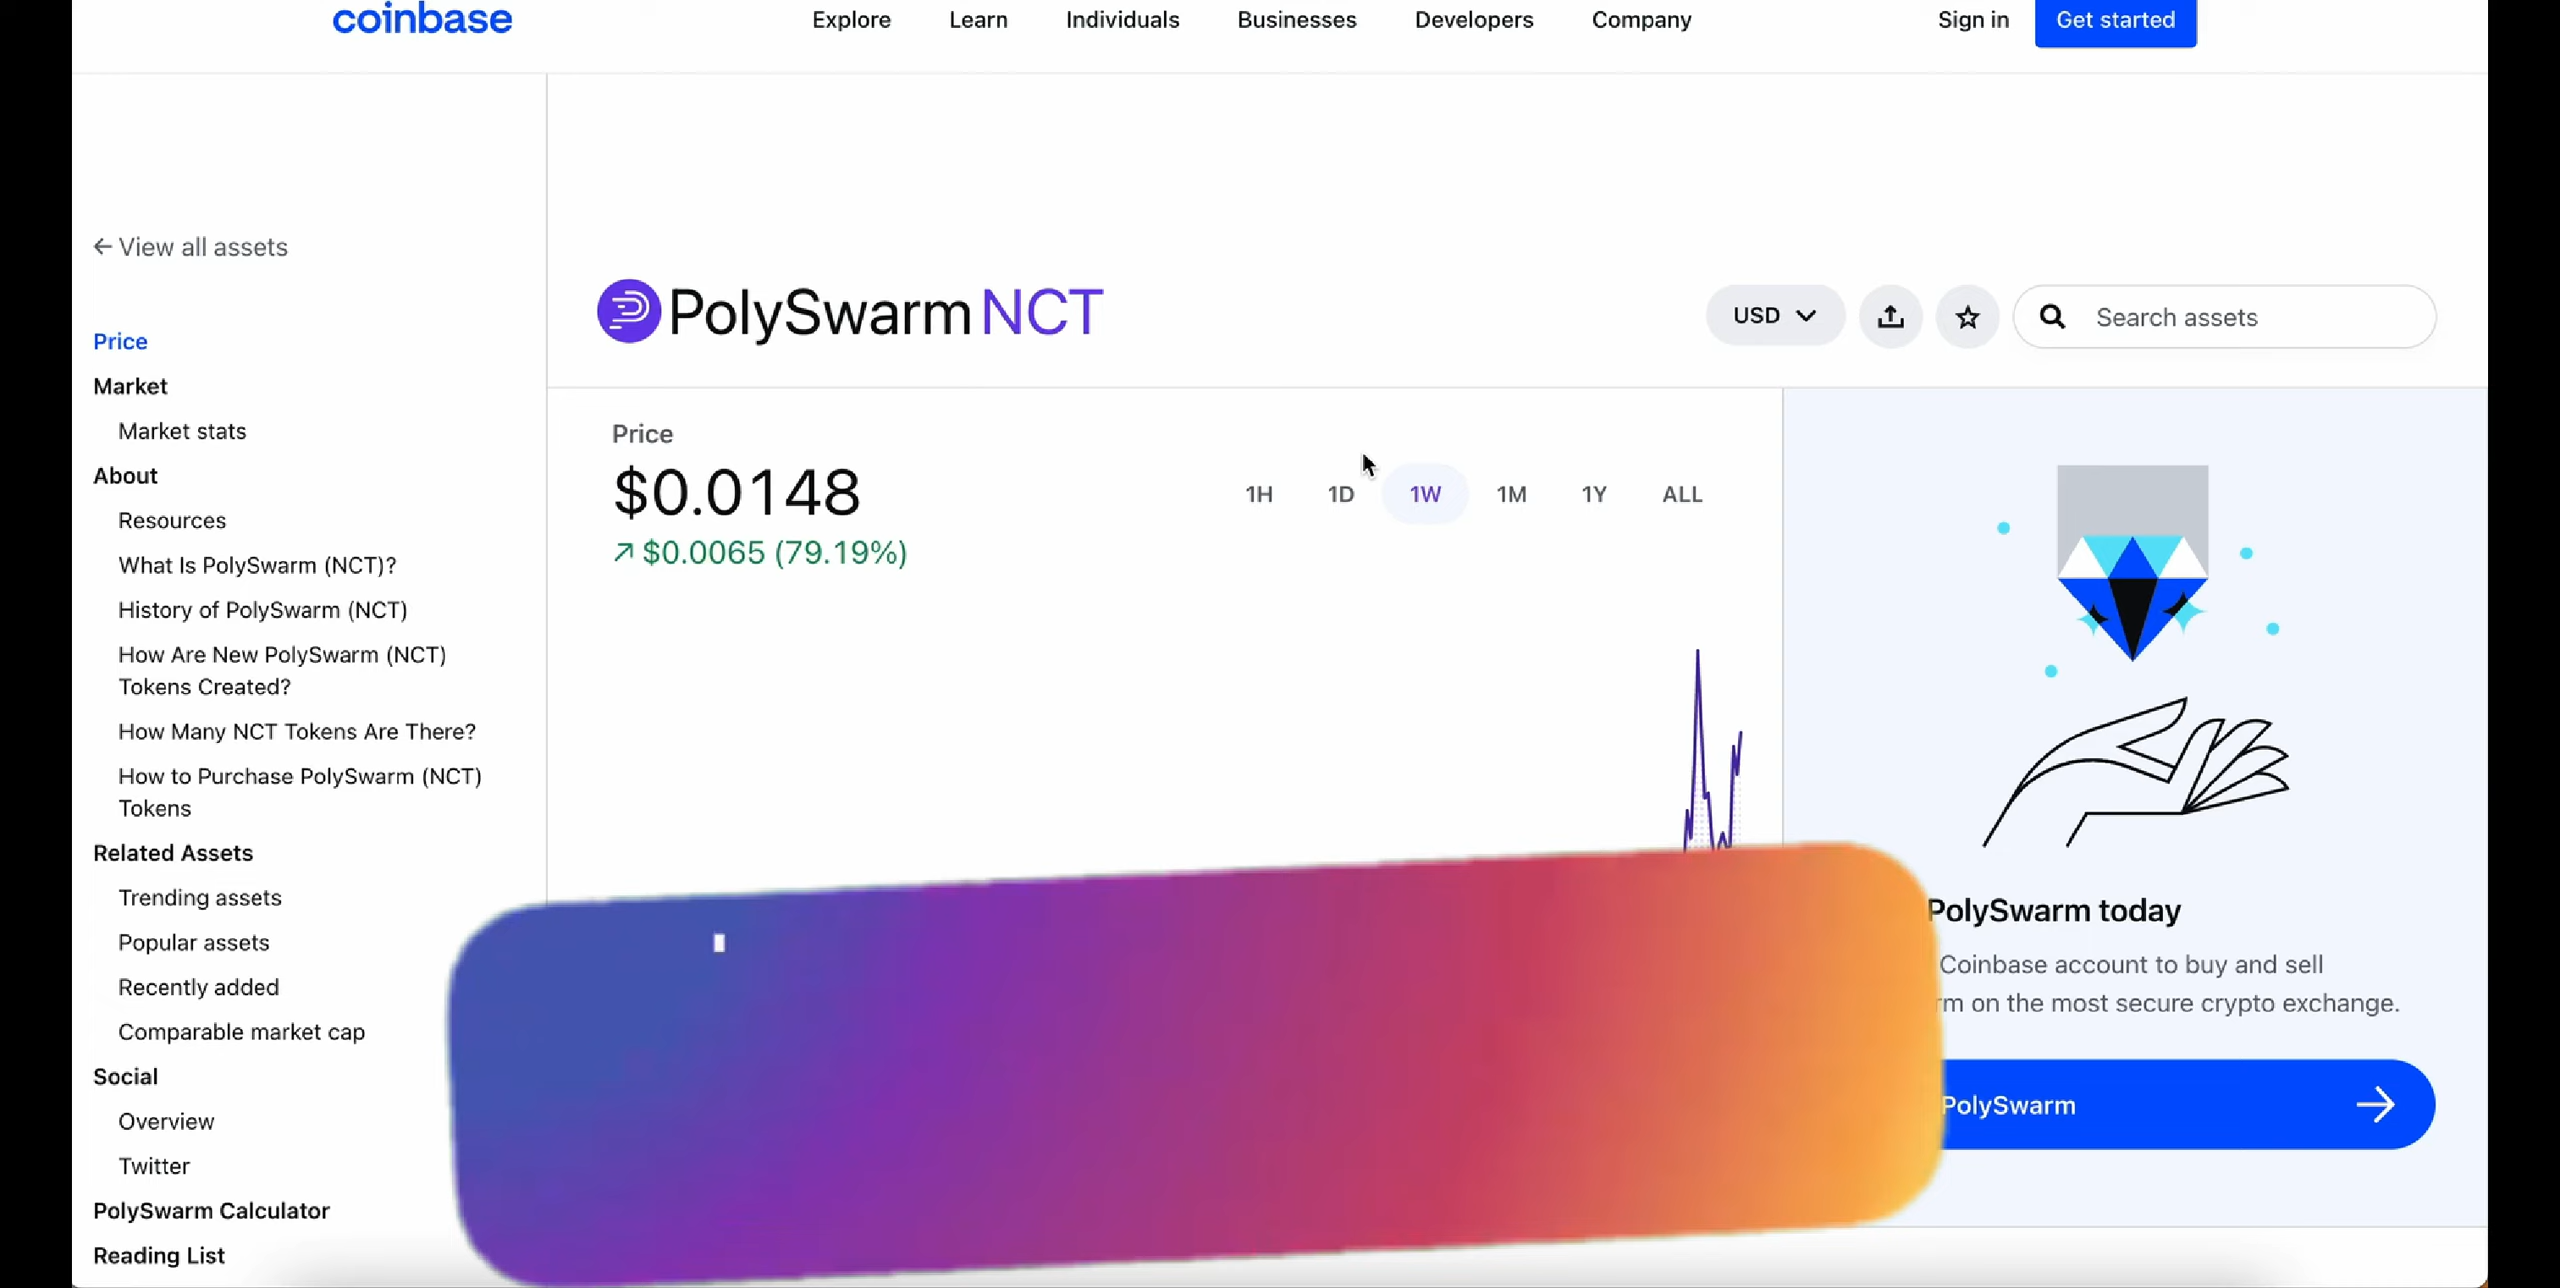 coinbase
Explore Learn Individuals Businesses Developers Company
Sign in Get started
← View all assets
Price
Market
Market stats
About
Resources
What Is PolySwarm (NCT)?
History of PolySwarm (NCT)
How Are New PolySwarm (NCT)
Tokens Created?
How Many NCT Tokens Are There?
How to Purchase PolySwarm (NCT)
Tokens
Related Assets
Trending assets
Popular assets
Recently added
Comparable market cap
Social
Overview
Twitter
PolySwarm Calculator
Reading List
PolySwarm NCT
USD
Search assets
Price
$0.0148
↗ $0.0065 (79.19%)
1H 1D 1W 1M 1Y ALL
PolySwarm today
Coinbase account to buy and sell
on the most secure crypto exchange.
PolySwarm